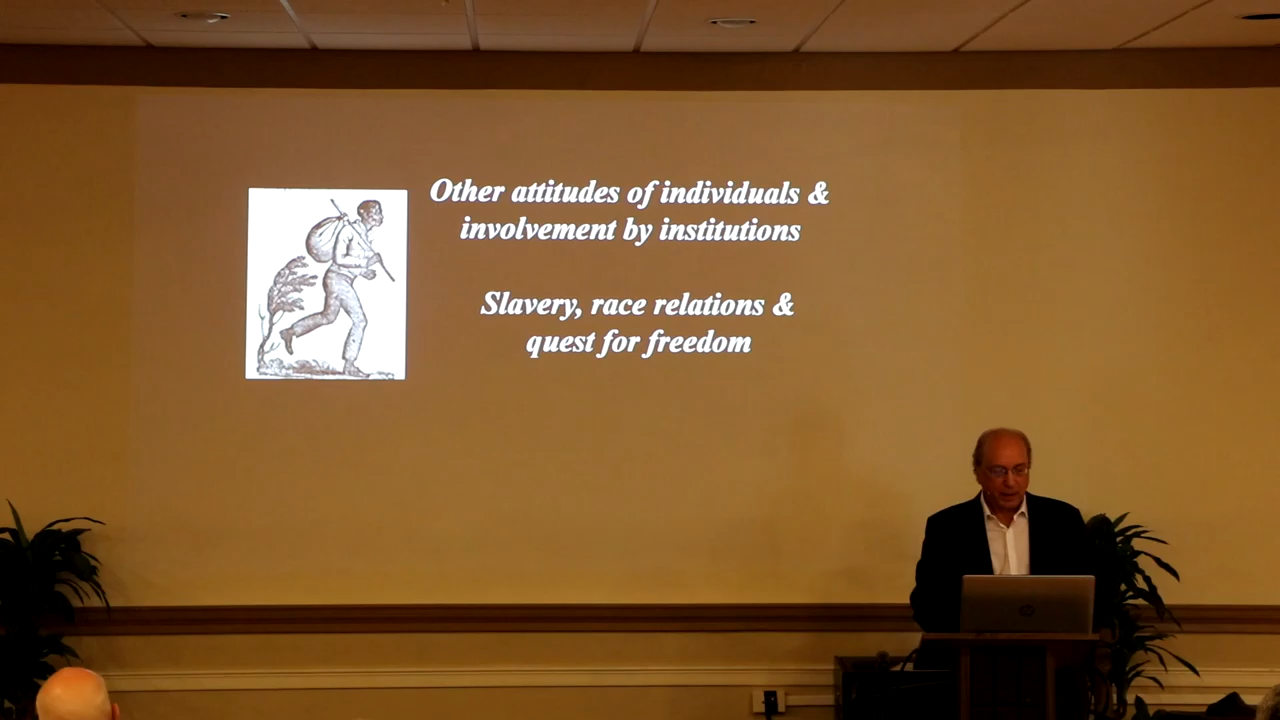 Other attitudes of individuals &
involvement by institutions
Slavery, race relations &
quest for freedom